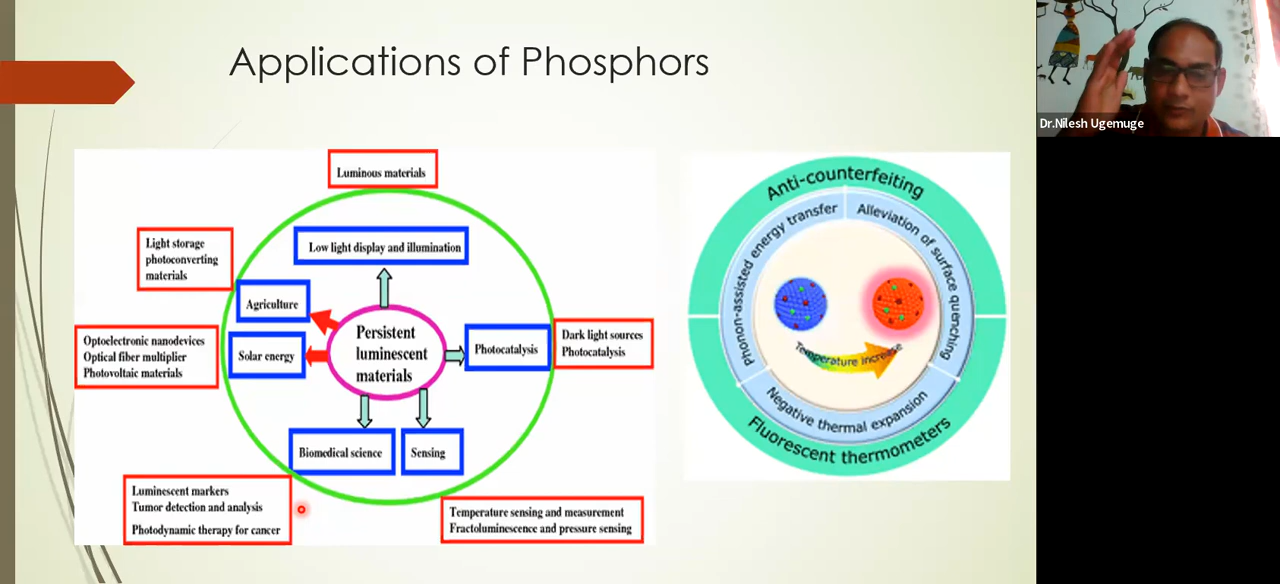 Applications of Phosphors
Dr.Nilesh Ugemuge
Luminous materials
Light storage
photoconverting
materials
Low light display and illumination
Agriculture
Optoelectronic nanodevices
Optical fiber multiplier
Photovoltaic materials
Solar energy
Persistent
luminescent
materials
Photocatalysis
Dark light sources
Photocatalysis
Biomedical science
Sensing
Luminescent markers
Tumor detection and analysis
Photodynamic therapy for cancer
Temperature sensing and measurement
Fractoluminescence and pressure sensing
Anti-counterfeiting
Phonon-assisted energy transfer
Alleviation of surface quenching
Temperature increase
Negative thermal expansion
Fluorescent thermometers